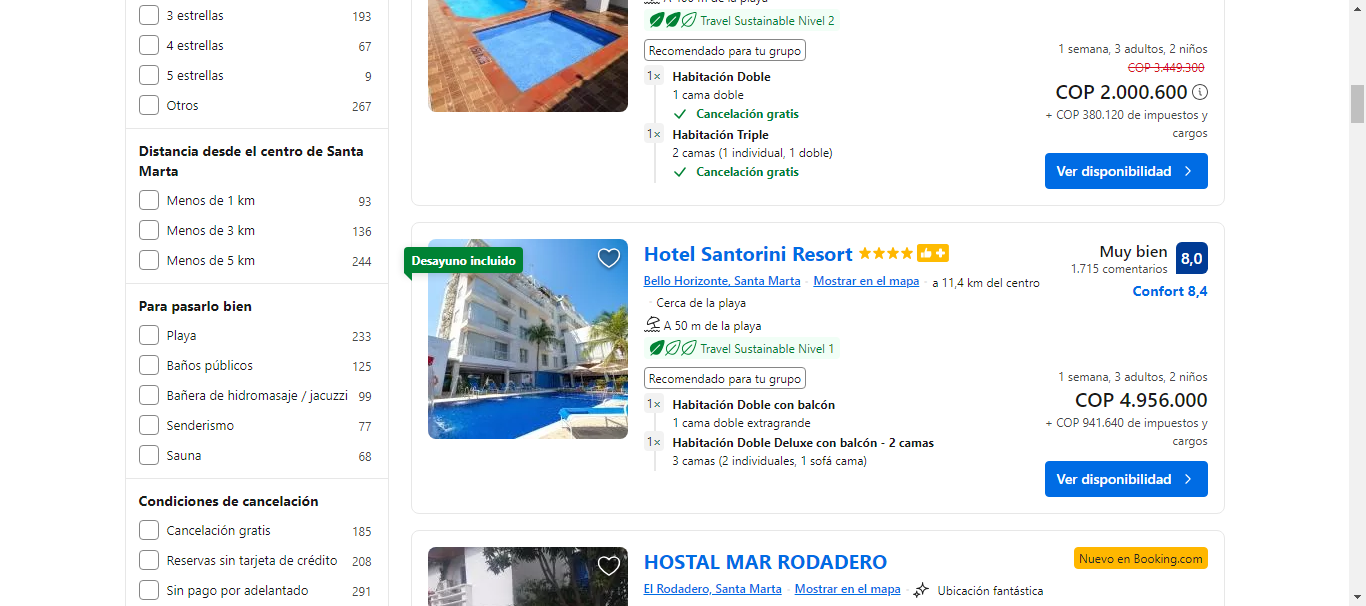 3 estrellas 193
4 estrellas 67
5 estrellas 9
Otros 267
Distancia desde el centro de Santa
Marta
Menos de 1 km 93
Menos de 3 km 136
Menos de 5 km 244
Para pasarlo bien
Playa 233
Baños públicos 125
Bañera de hidromasaje / jacuzzi 99
Senderismo 77
Sauna 68
Condiciones de cancelación
Cancelación gratis 185
Reservas sin tarjeta de crédito 208
Sin pago por adelantado 291
Travel Sustainable Nivel 2
Recomendado para tu grupo
1× Habitación Doble
1 cama doble
Cancelación gratis
1× Habitación Triple
2 camas (1 individual, 1 doble)
Cancelación gratis
1 semana, 3 adultos, 2 niños
COP 3.449.300
COP 2.000.600
+ COP 380.120 de impuestos y
cargos
Ver disponibilidad
Desayuno incluido
Hotel Santorini Resort
Bello Horizonte, Santa Marta · Mostrar en el mapa · a 11,4 km del centro
· Cerca de la playa
A 50 m de la playa
Travel Sustainable Nivel 1
Recomendado para tu grupo
1× Habitación Doble con balcón
1 cama doble extragrande
1× Habitación Doble Deluxe con balcón - 2 camas
3 camas (2 individuales, 1 sofá cama)
Muy bien 8,0
1.715 comentarios
Confort 8,4
1 semana, 3 adultos, 2 niños
COP 4.956.000
+ COP 941.640 de impuestos y
cargos
Ver disponibilidad
HOSTAL MAR RODADERO
El Rodadero, Santa Marta · Mostrar en el mapa · Ubicación fantástica
Nuevo en Booking.com